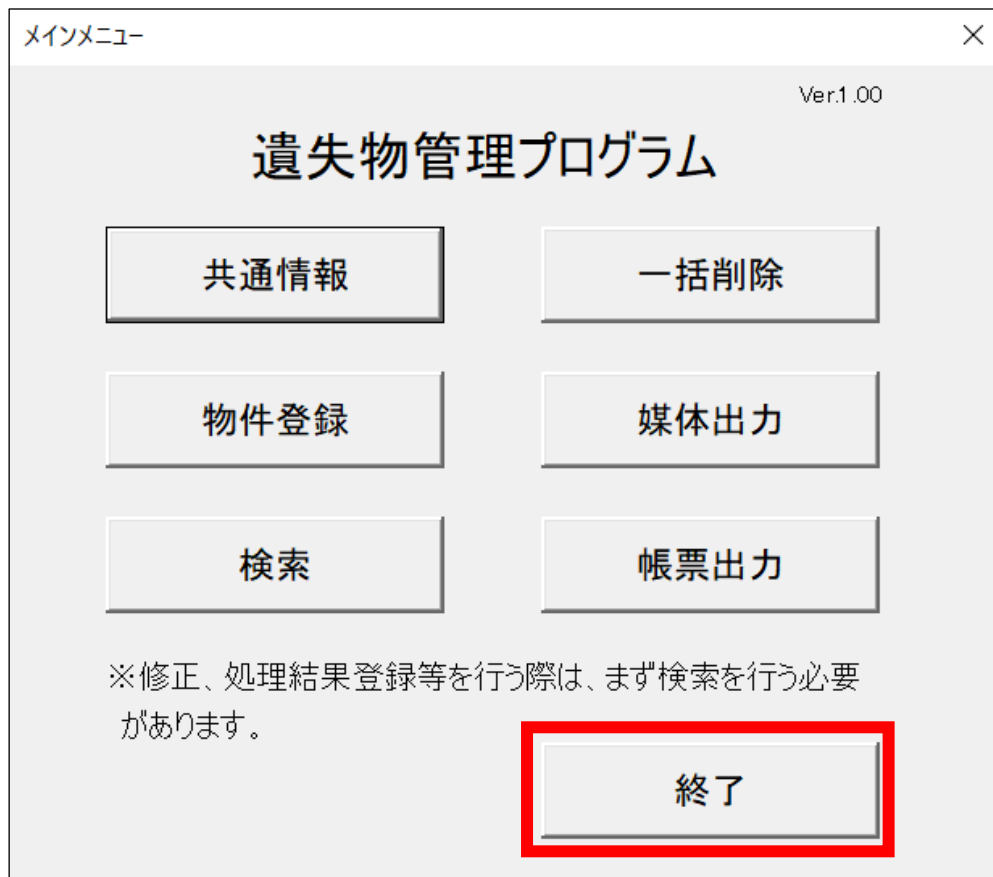 メインメニュー
Ver.1.00
遺失物管理プログラム
共通情報
一括削除
物件登録
媒体出力
検索
帳票出力
※修正、処理結果登録等を行う際は、まず検索を行う必要
があります。
終了